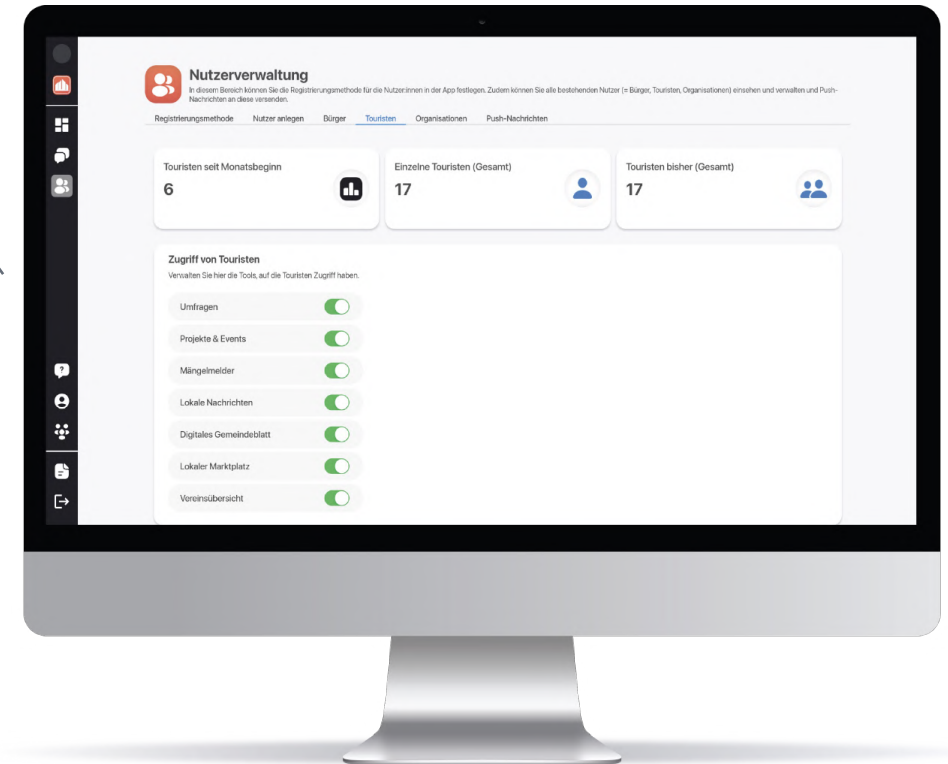 Nutzerverwaltung
In diesem Bereich können Sie die Registrierungsmethode für die Nutzer:innen in der App festlegen. Zudem können Sie alle bestehenden Nutzer (= Bürger, Touristen, Organisationen) einsehen und verwalten und Push-
Nachrichten an diese versenden.
Registrierungsmethode Nutzer anlegen Bürger Touristen Organisationen Push-Nachrichten
Touristen seit Monatsbeginn
6
Einzelne Touristen (Gesamt)
17
Touristen bisher (Gesamt)
17
Zugriff von Touristen
Verwalten Sie hier die Tools, auf die Touristen Zugriff haben.
Umfragen
Projekte & Events
Mängelmelder
Lokale Nachrichten
Digitales Gemeindeblatt
Lokaler Marktplatz
Vereinsübersicht